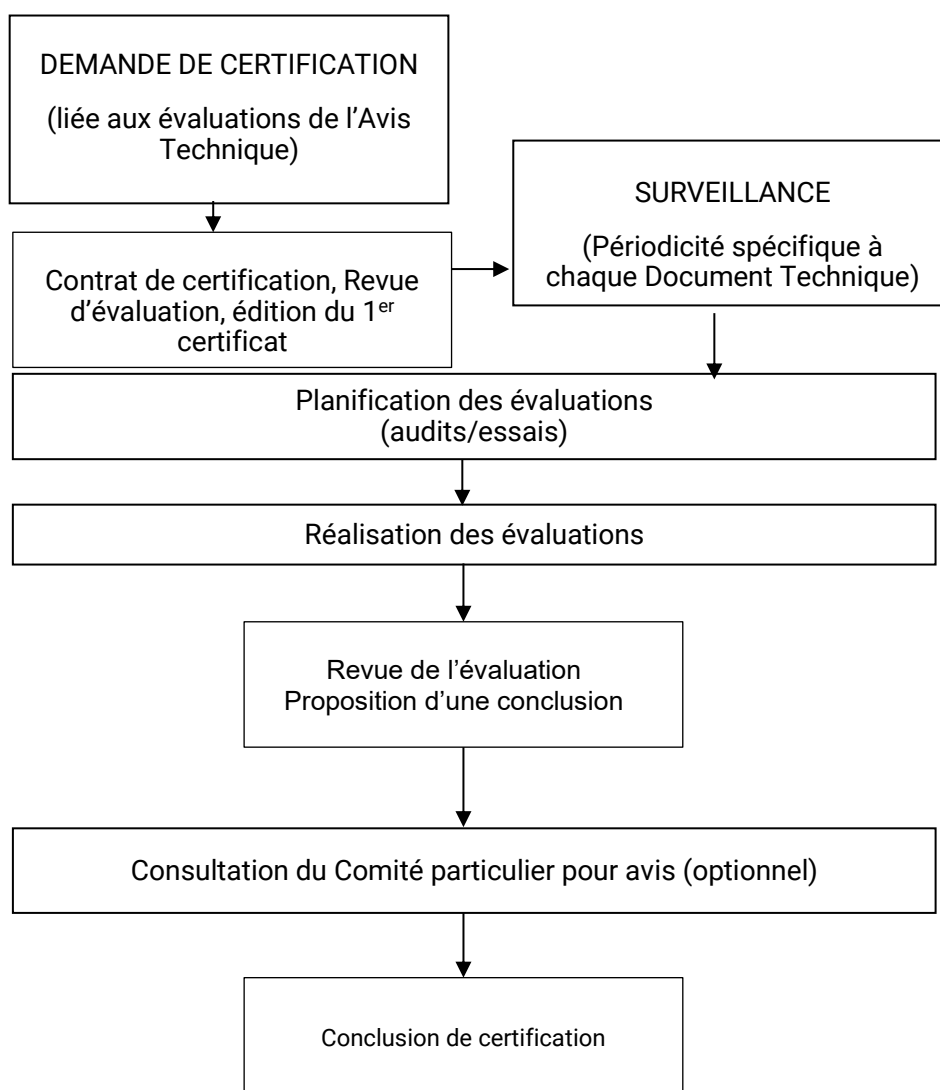 DEMANDE DE CERTIFICATION
(liée aux évaluations de l’Avis
Technique)
SURVEILLANCE
(Périodicité spécifique à
chaque Document Technique)
Contrat de certification, Revue
d’évaluation, édition du 1er
certificat
Planification des évaluations
(audits/essais)
Réalisation des évaluations
Revue de l’évaluation
Proposition d’une conclusion
Consultation du Comité particulier pour avis (optionnel)
Conclusion de certification